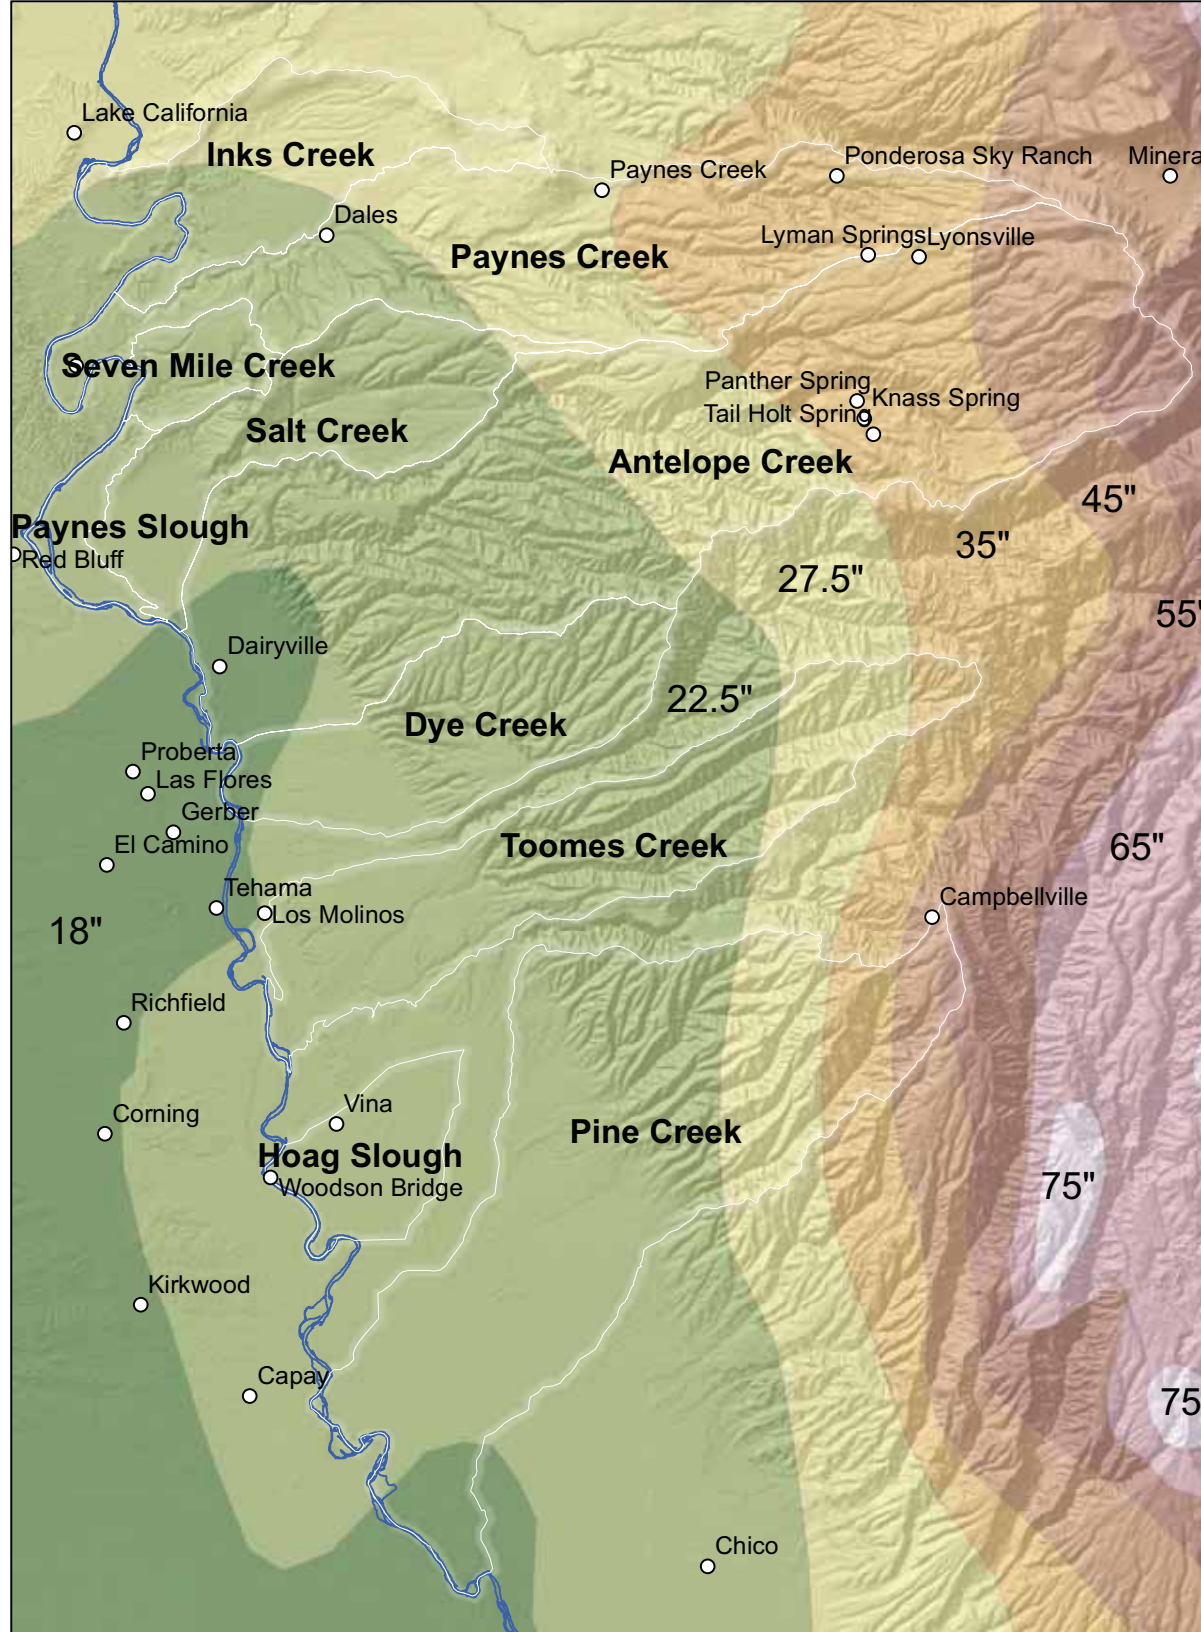 Lake California
Inks Creek
Paynes Creek
Ponderosa Sky Ranch
Minera
Dales
Paynes Creek
Lyman Springs
Lyonsville
Seven Mile Creek
Panther Spring
Knass Spring
Tail Holt Spring
Salt Creek
Antelope Creek
45"
Paynes Slough
35"
Red Bluff
27.5"
55"
Dairyville
22.5"
Dye Creek
Proberta
Las Flores
Gerber
El Camino
Toomes Creek
65"
Tehama
Campbellville
Los Molinos
18"
Richfield
Corning
Vina
Pine Creek
Hoag Slough
Woodson Bridge
75"
Kirkwood
Capay
75
Chico